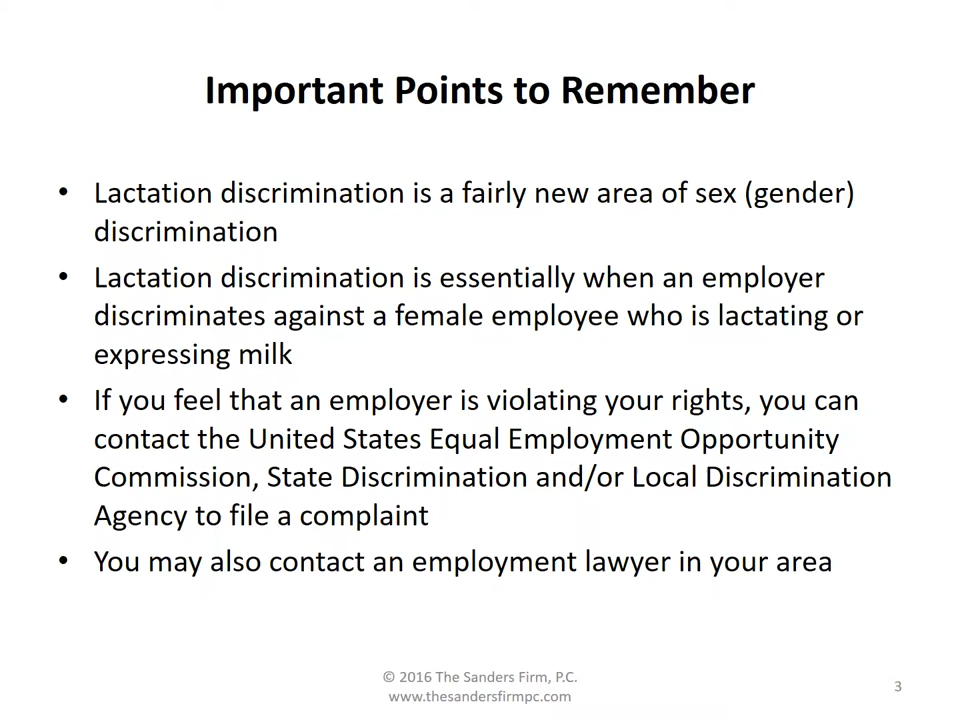 Important Points to Remember
• Lactation discrimination is a fairly new area of sex (gender)
discrimination
• Lactation discrimination is essentially when an employer
discriminates against a female employee who is lactating or
expressing milk
• If you feel that an employer is violating your rights, you can
contact the United States Equal Employment Opportunity
Commission, State Discrimination and/or Local Discrimination
Agency to file a complaint
• You may also contact an employment lawyer in your area
© 2016 The Sanders Firm, P.C.
www.thesandersfirmpc.com
3